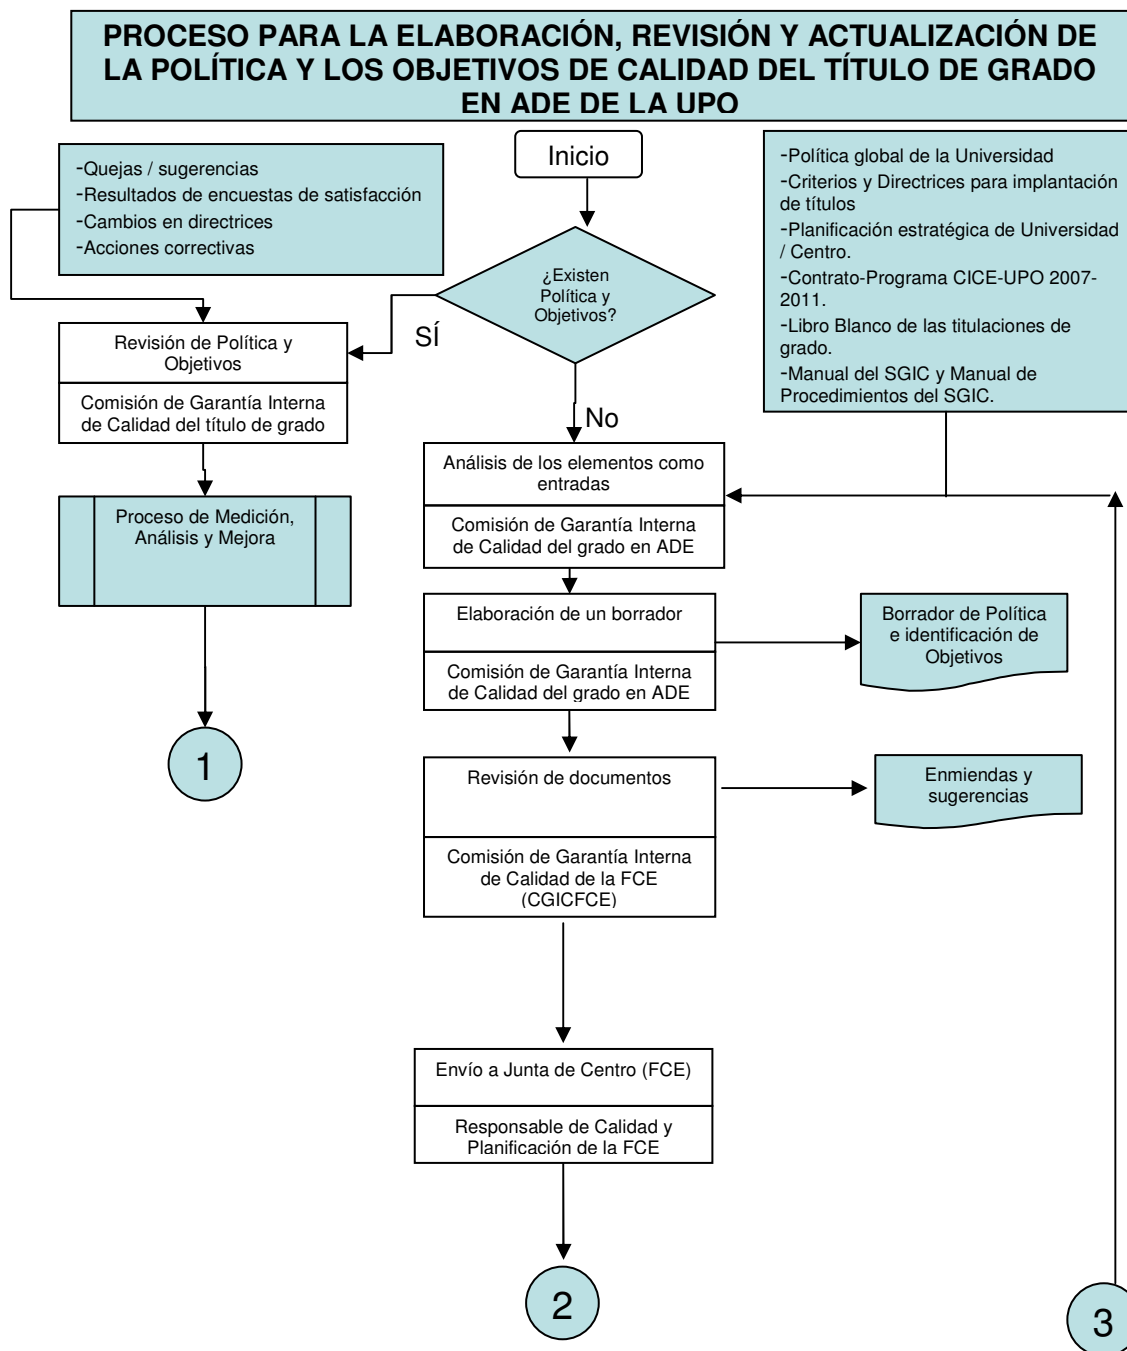 PROCESO PARA LA ELABORACIÓN, REVISIÓN Y ACTUALIZACIÓN DE
LA POLÍTICA Y LOS OBJETIVOS DE CALIDAD DEL TÍTULO DE GRADO
EN ADE DE LA UPO
-Quejas / sugerencias
-Resultados de encuestas de satisfacción
-Cambios en directrices
-Acciones correctivas
Inicio
-Política global de la Universidad
-Criterios y Directrices para implantación
de títulos
-Planificación estratégica de Universidad
/ Centro.
-Contrato-Programa CICE-UPO 2007-
2011.
-Libro Blanco de las titulaciones de
grado.
-Manual del SGIC y Manual de
Procedimientos del SGIC.
¿Existen
Política y
Objetivos?
SÍ
No
Revisión de Política y
Objetivos
Comisión de Garantía Interna
de Calidad del título de grado
Proceso de Medición,
Análisis y Mejora
1
Análisis de los elementos como
entradas
Comisión de Garantía Interna
de Calidad del grado en ADE
Elaboración de un borrador
Comisión de Garantía Interna
de Calidad del grado en ADE
Borrador de Política
e identificación de
Objetivos
Revisión de documentos
Comisión de Garantía Interna
de Calidad de la FCE
(CGICFCE)
Enmiendas y
sugerencias
Envío a Junta de Centro (FCE)
Responsable de Calidad y
Planificación de la FCE
2
3